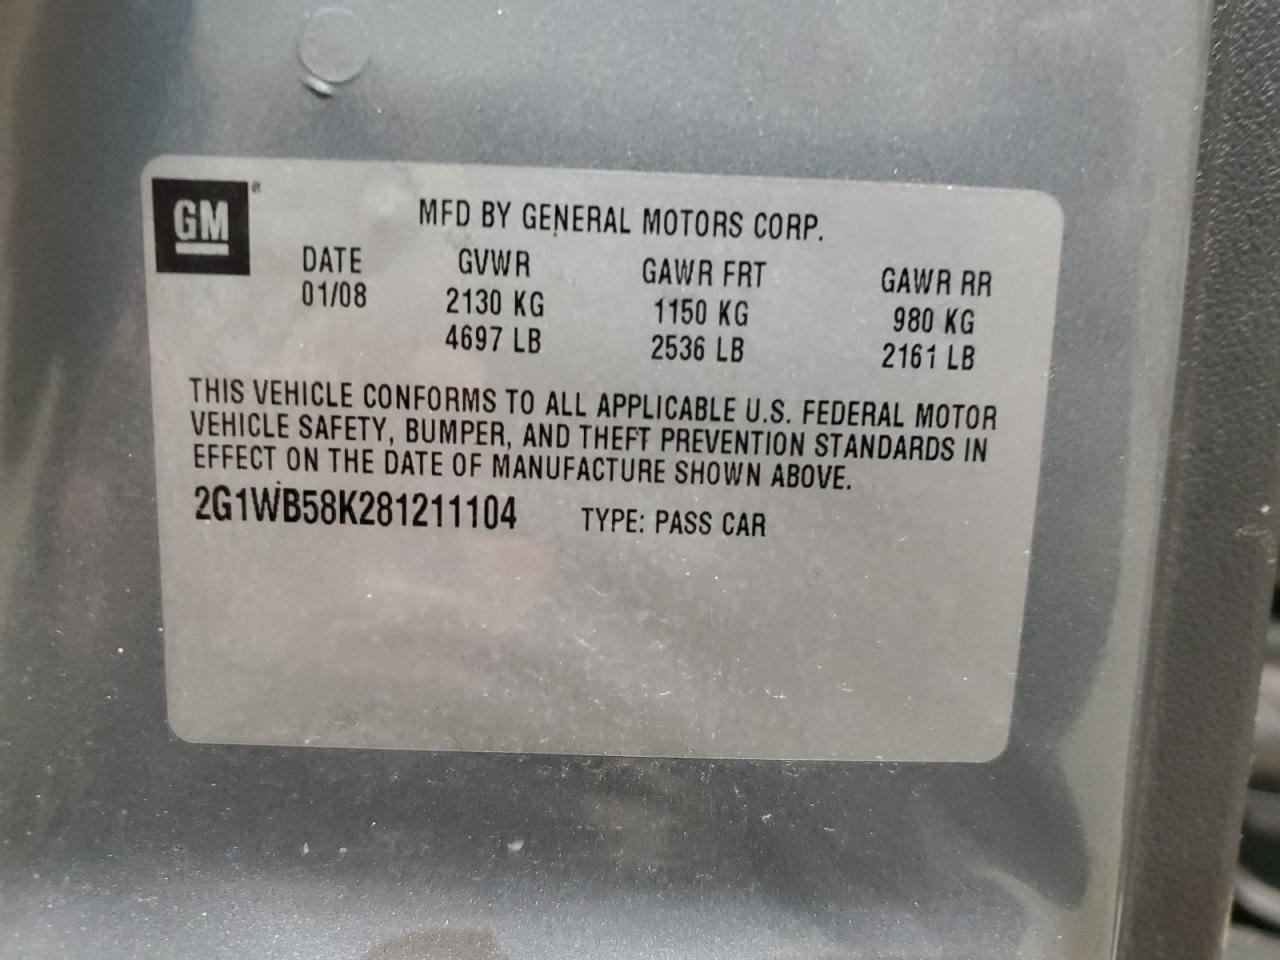 GM®
MFD BY GENERAL MOTORS CORP.
DATE GVWR GAWR FRT GAWR RR
01/08 2130 KG 1150 KG 980 KG
4697 LB 2536 LB 2161 LB
THIS VEHICLE CONFORMS TO ALL APPLICABLE U.S. FEDERAL MOTOR
VEHICLE SAFETY, BUMPER, AND THEFT PREVENTION STANDARDS IN
EFFECT ON THE DATE OF MANUFACTURE SHOWN ABOVE.
2G1WB58K281211104 TYPE: PASS CAR